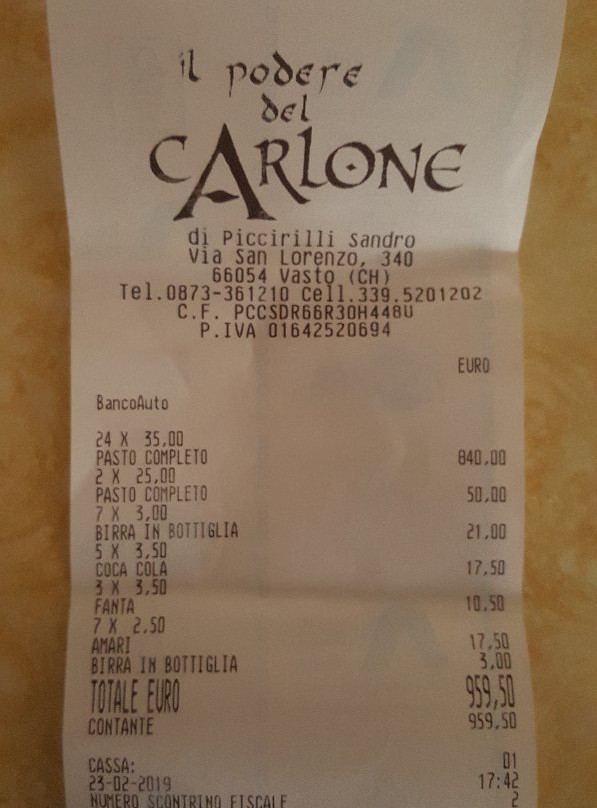 il podere
del
CARLONE
di Piccirilli Sandro
Via San Lorenzo, 340
66054 Vasto (CH)
Tel.0873-361210 Cell.339.5201202
C.F. PCCSDR66R30H448U
P.IVA 01642520694
EURO
BancoAuto
24 X 35,00
PASTO COMPLETO 840,00
2 X 25,00
PASTO COMPLETO 50,00
7 X 3,00
BIRRA IN BOTTIGLIA 21,00
5 X 3,50
COCA COLA 17,50
3 X 3,50
FANTA 10,50
7 X 2,50
AMARI 17,50
BIRRA IN BOTTIGLIA 3,00
TOTALE EURO 959,50
CONTANTE 959,50
CASSA: 01
23-02-2019 17:42
NUMERO SCONTRINO FISCALE 2